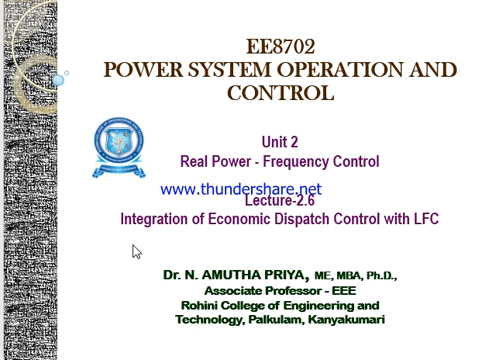 EE8702
POWER SYSTEM OPERATION AND
CONTROL
Unit 2
Real Power - Frequency Control
www.thundershare.net
Lecture-2.6
Integration of Economic Dispatch Control with LFC
Dr. N. AMUTHA PRIYA, ME, MBA, Ph.D.,
Associate Professor - EEE
Rohini College of Engineering and
Technology, Palkulam, Kanyakumari